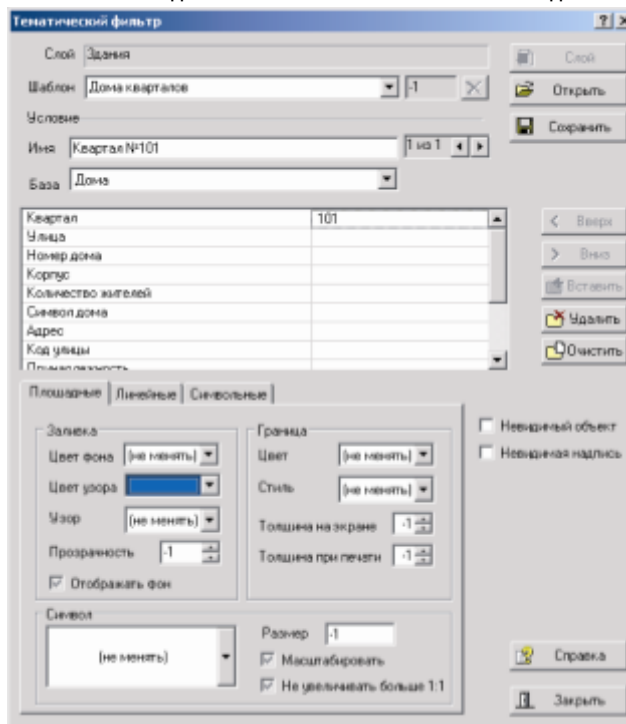 Тематический фильтр
Слой Здания Слой
Шаблон Дома кварталов -1 Открыть
Условие Сохранить
Имя Квартал №101 1 из 1
База Дома
Квартал 101 Вверх
Улица
Номер дома Вниз
Корпус
Количество жителей Вставить
Символ дома
Адрес Удалить
Код улицы Очистить
Принадлежность
Площадные Линейные Символьные
Заливка Граница Невидимый объект
Цвет фона (не менять) Цвет (не менять) Невидимая надпись
Цвет узора Стиль (не менять)
Узор (не менять) Толщина на экране -1
Прозрачность -1 Толщина при печати -1
Отображать фон
Символ
(не менять) Размер -1
Масштабировать Справка
Не увеличивать больше 1:1
Закрыть